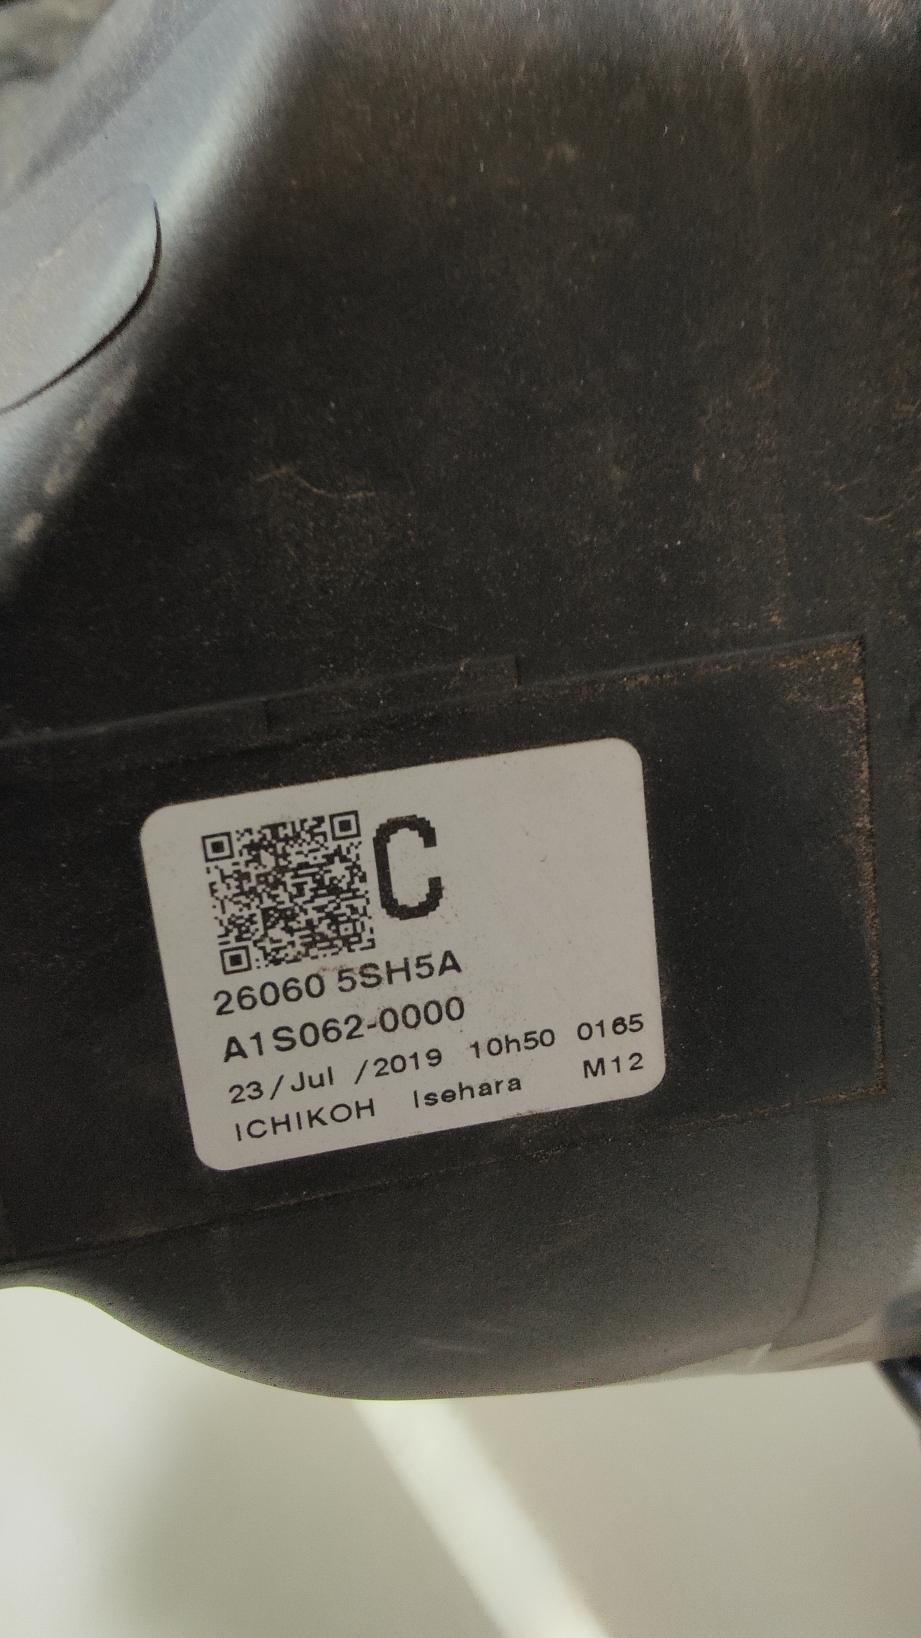 C
26060 5SH5A
A1S062-0000
23/Jul /2019 10h50 0165
ICHIKOH Isehara M12